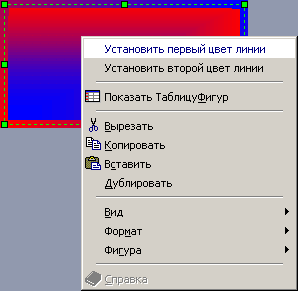 Установить первый цвет линии
Установить второй цвет линии
Показать ТаблицуФигур
Вырезать
Копировать
Вставить
Дублировать
Вид
Формат
Фигура
Справка